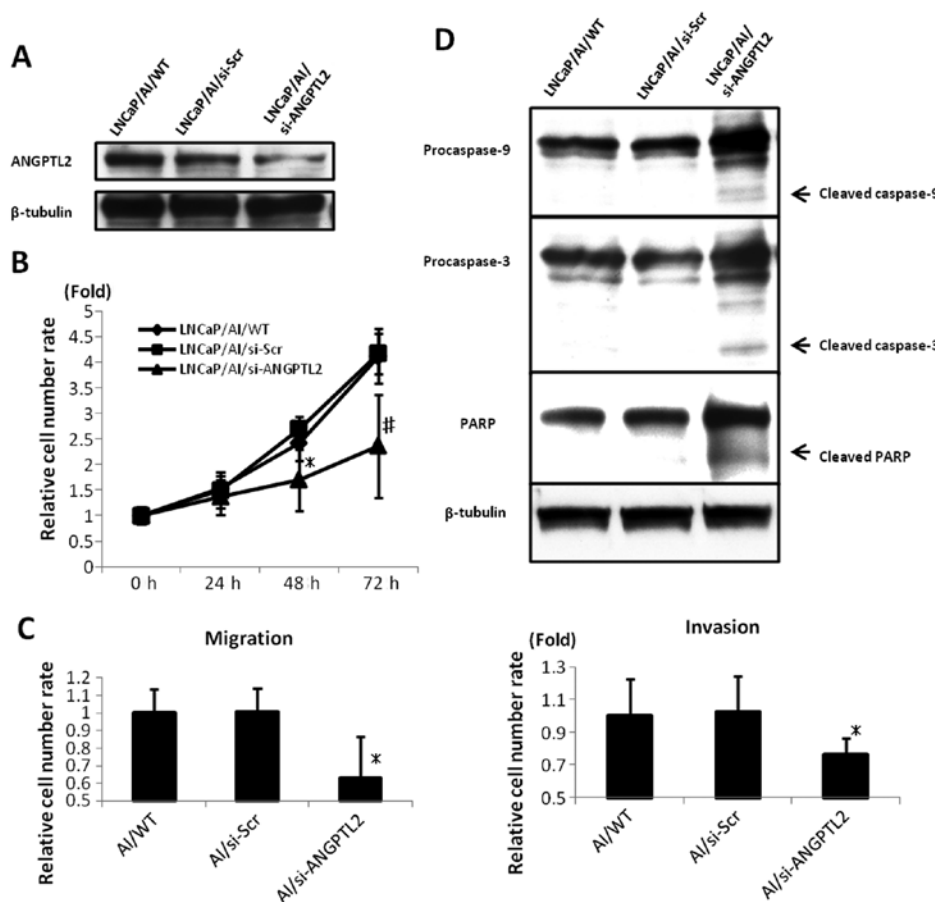 A
LNCaP/AI/WT
LNCaP/AI/si-Scr
LNCaP/AI/
si-ANGPTL2
ANGPTL2
β-tubulin
B
(Fold)
Relative cell number rate
5
4.5
4
3.5
3
2.5
2
1.5
1
0.5
0
LNCaP/AI/WT
LNCaP/AI/si-Scr
LNCaP/AI/si-ANGPTL2
*
#
0 h
24 h
48 h
72 h
D
LNCaP/AI/WT
LNCaP/AI/si-Scr
LNCaP/AI/
si-ANGPTL2
Procaspase-9
Cleaved caspase-9
Procaspase-3
Cleaved caspase-3
PARP
Cleaved PARP
β-tubulin
C
Migration
Relative cell number rate
1.2
1.1
1
0.9
0.8
0.7
0.6
0.5
*
AI/WT
AI/si-Scr
AI/si-ANGPTL2
Invasion
(Fold)
Relative cell number rate
1.3
1.1
0.9
0.7
0.5
*
AI/WT
AI/si-Scr
AI/si-ANGPTL2